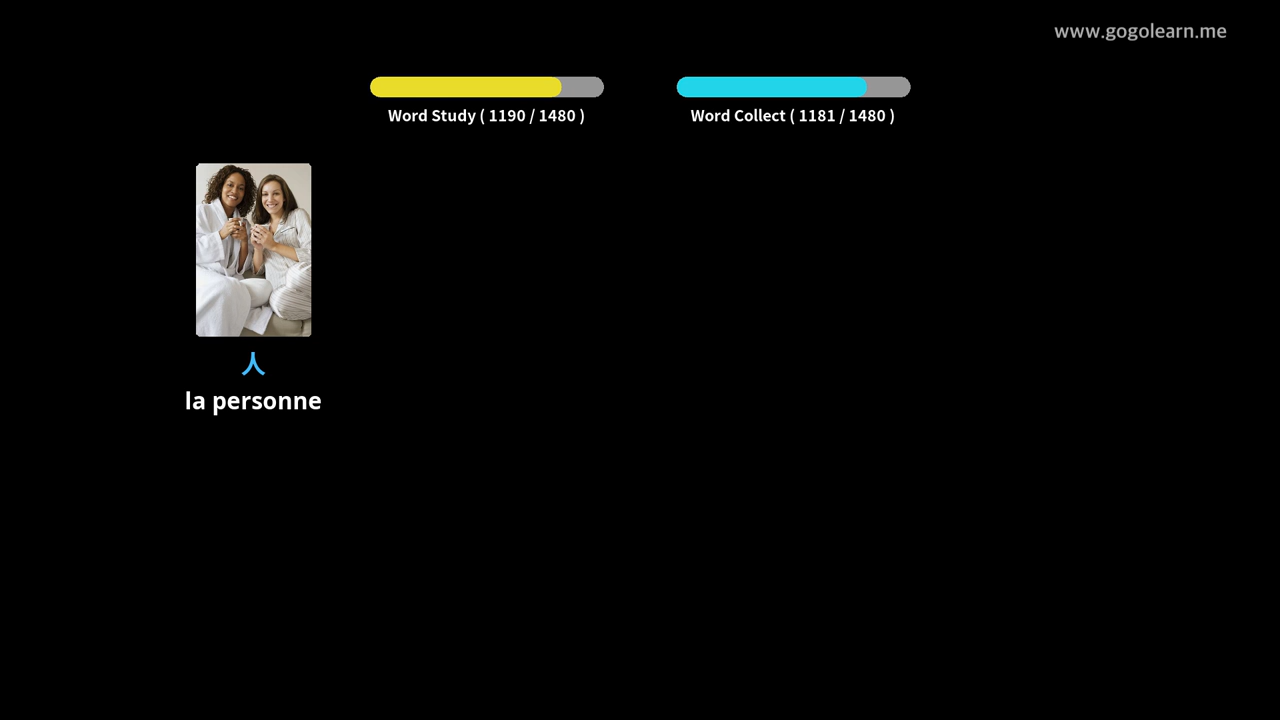 www.gogolearn.me
Word Study ( 1190 / 1480 )
Word Collect ( 1181 / 1480 )
人
la personne